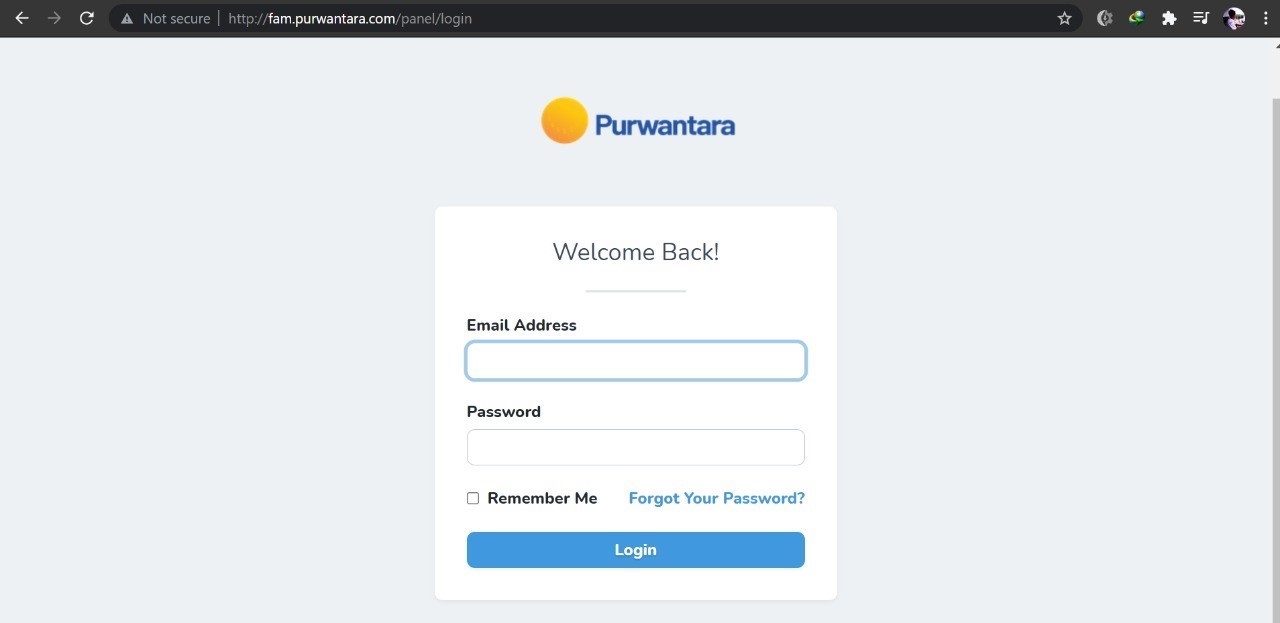 Not secure | http://fam.purwantara.com/panel/login
Purwantara
Welcome Back!
Email Address
Password
Remember Me Forgot Your Password?
Login